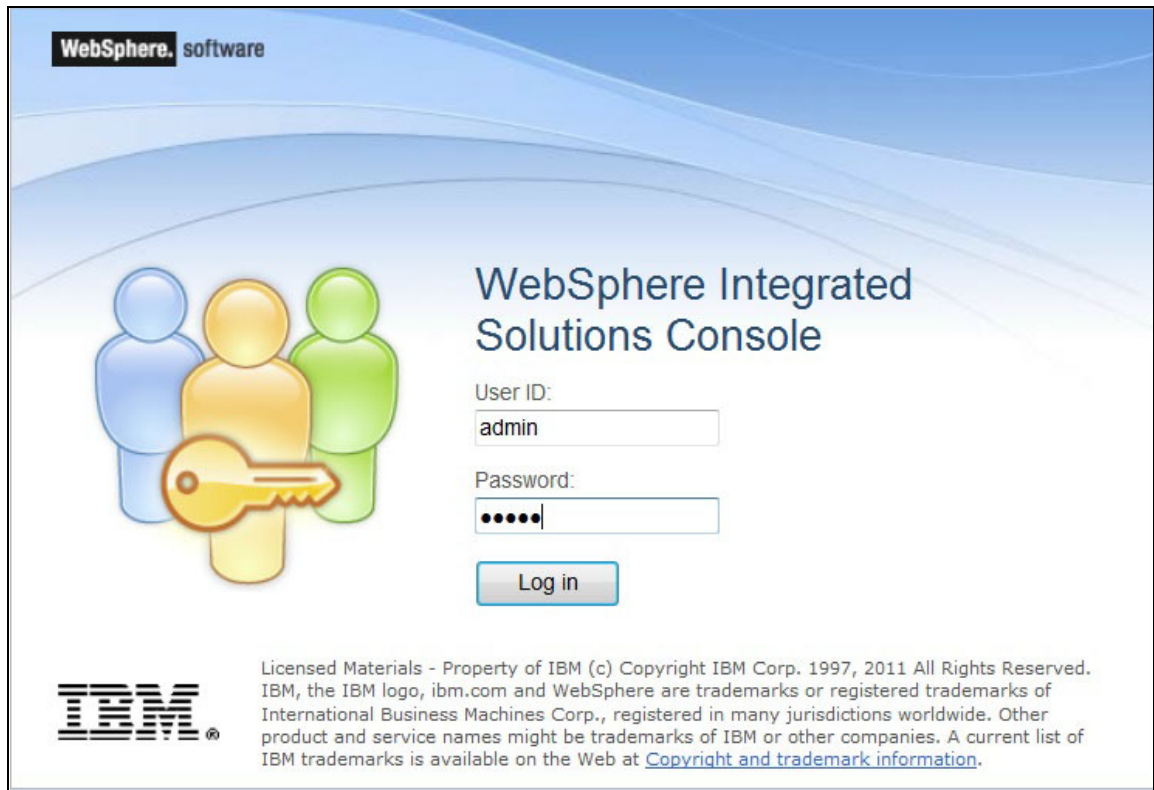 WebSphere. software
WebSphere Integrated
Solutions Console
User ID:
admin
Password:
•••••
Log in
Licensed Materials - Property of IBM (c) Copyright IBM Corp. 1997, 2011 All Rights Reserved.
IBM, the IBM logo, ibm.com and WebSphere are trademarks or registered trademarks of
International Business Machines Corp., registered in many jurisdictions worldwide. Other
product and service names might be trademarks of IBM or other companies. A current list of
IBM trademarks is available on the Web at Copyright and trademark information.
IBM®